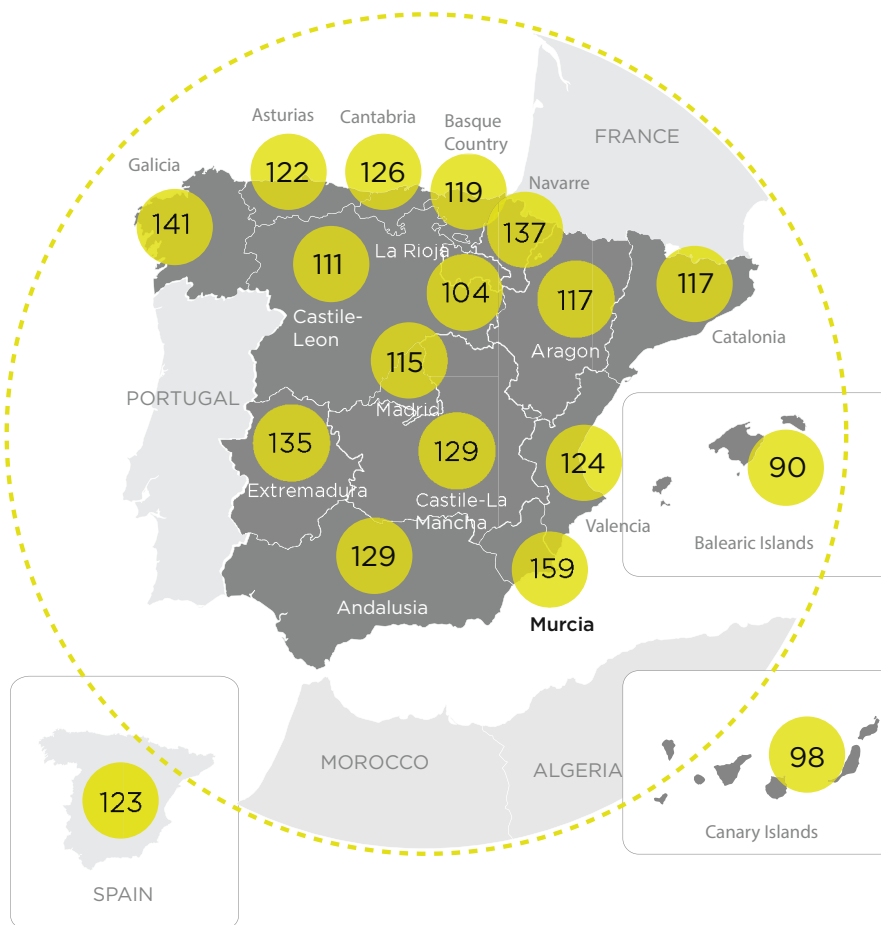 Asturias
122
Cantabria
126
Basque
Country
119
FRANCE
Galicia
141
Navarre
137
La Rioja
104
111
Castile-
Leon
117
Aragon
117
Catalonia
115
Madrid
PORTUGAL
135
Extremadura
129
Castile-La
Mancha
124
Valencia
90
Balearic Islands
129
Andalusia
159
Murcia
MOROCCO
ALGERIA
98
Canary Islands
123
SPAIN